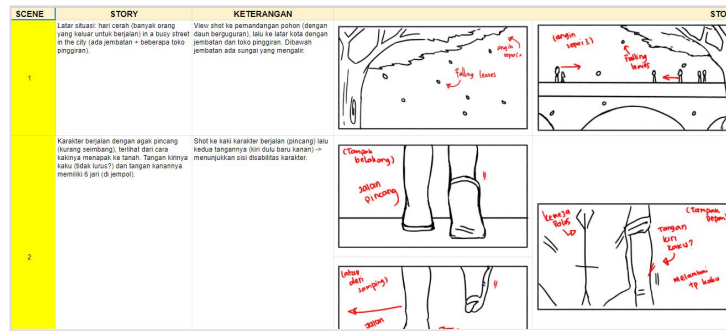 SCENE STORY KETERANGAN STO
1
Latar situasi: hari cerah (banyak orang
yang keluar untuk berjalan) in a busy street
in the city (ada jembatan + beberapa toko
pinggiran).
View shot ke pemandangan pohon (dengan
daun berguguran), lalu ke latar kota dengan
jembatan dan toko pinggiran. Dibawah
jembatan ada sungai yang mengalir.
angin
sepoi2
Falling leaves
(angin
sepoi2)
Falling
leaves
2
Karakter berjalan dengan agak pincang
(kurang seimbang), terlihat dari cara
kakinya menapak ke tanah. Tangan kirinya
kaku (tidak lurus?) dan tangan kanannya
memiliki 6 jari (di jempol).
Shot ke kaki karakter berjalan (pincang) lalu
kedua tangannya (kiri dulu baru kanan) ->
menunjukkan sisi disabilitas karakter.
(Tampak
belakang)
jalan
pincang
(atau
dari
samping)
jalan
kemeja
polos
(Tampak
Depan
Tangan
kiri
kaku?
melambai
tp kaku